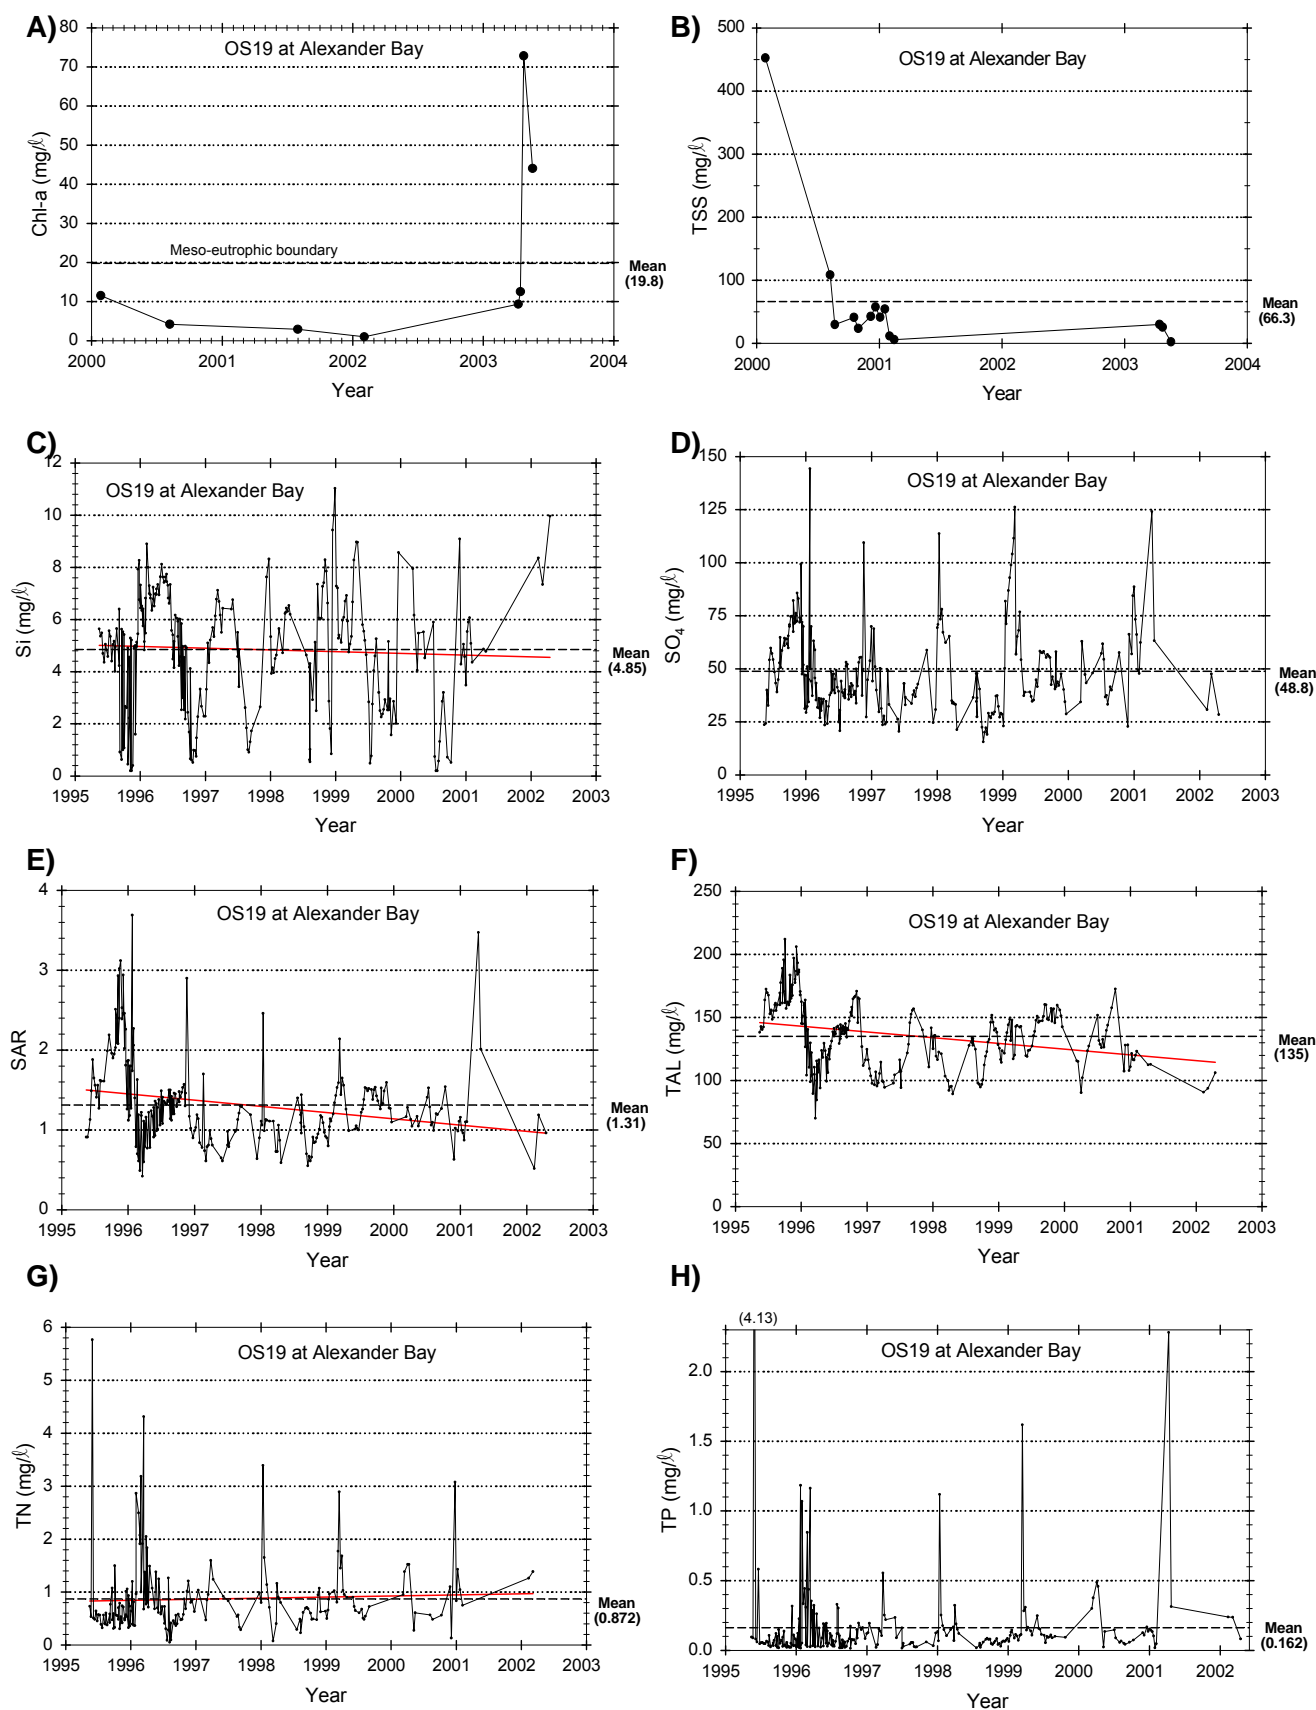 A)
OS19 at Alexander Bay
80
70
60
50
40
30
20
10
0
Chl-a (mg/ℓ)
Meso-eutrophic boundary
Mean
(19.8)
2000 2001 2002 2003 2004
Year
B)
OS19 at Alexander Bay
500
400
300
200
100
0
TSS (mg/ℓ)
Mean
(66.3)
2000 2001 2002 2003 2004
Year
C)
OS19 at Alexander Bay
12
10
8
6
4
2
0
Si (mg/ℓ)
Mean
(4.85)
1995 1996 1997 1998 1999 2000 2001 2002 2003
Year
D)
OS19 at Alexander Bay
150
125
100
75
50
25
0
SO4 (mg/ℓ)
Mean
(48.8)
1995 1996 1997 1998 1999 2000 2001 2002 2003
Year
E)
OS19 at Alexander Bay
4
3
2
1
0
SAR
Mean
(1.31)
1995 1996 1997 1998 1999 2000 2001 2002 2003
Year
F)
OS19 at Alexander Bay
250
200
150
100
50
0
TAL (mg/ℓ)
Mean
(135)
1995 1996 1997 1998 1999 2000 2001 2002 2003
Year
G)
OS19 at Alexander Bay
6
5
4
3
2
1
0
TN (mg/ℓ)
Mean
(0.872)
1995 1996 1997 1998 1999 2000 2001 2002 2003
Year
H)
(4.13)
OS19 at Alexander Bay
2.0
1.5
1.0
0.5
0.0
TP (mg/ℓ)
Mean
(0.162)
1995 1996 1997 1998 1999 2000 2001 2002
Year